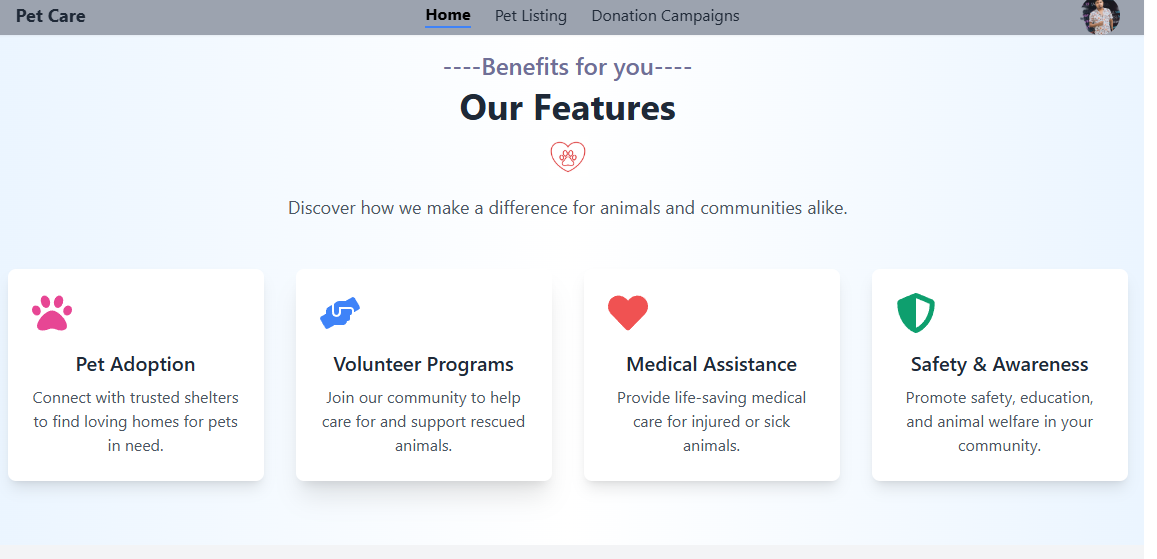 Pet Care Home Pet Listing Donation Campaigns
----Benefits for you----
Our Features
Discover how we make a difference for animals and communities alike.
Pet Adoption
Connect with trusted shelters
to find loving homes for pets
in need.
Volunteer Programs
Join our community to help
care for and support rescued
animals.
Medical Assistance
Provide life-saving medical
care for injured or sick
animals.
Safety & Awareness
Promote safety, education,
and animal welfare in your
community.